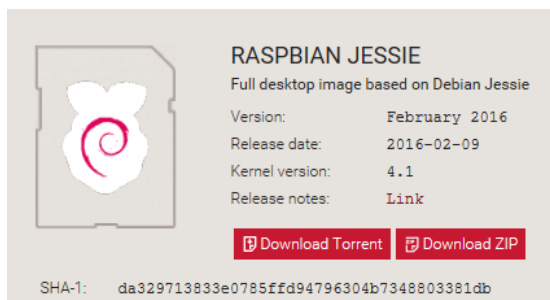 RASPBIAN JESSIE
Full desktop image based on Debian Jessie
Version: February 2016
Release date: 2016-02-09
Kernel version: 4.1
Release notes: Link
Download Torrent Download ZIP
SHA-1: da329713833e0785ffd94796304b7348803381db